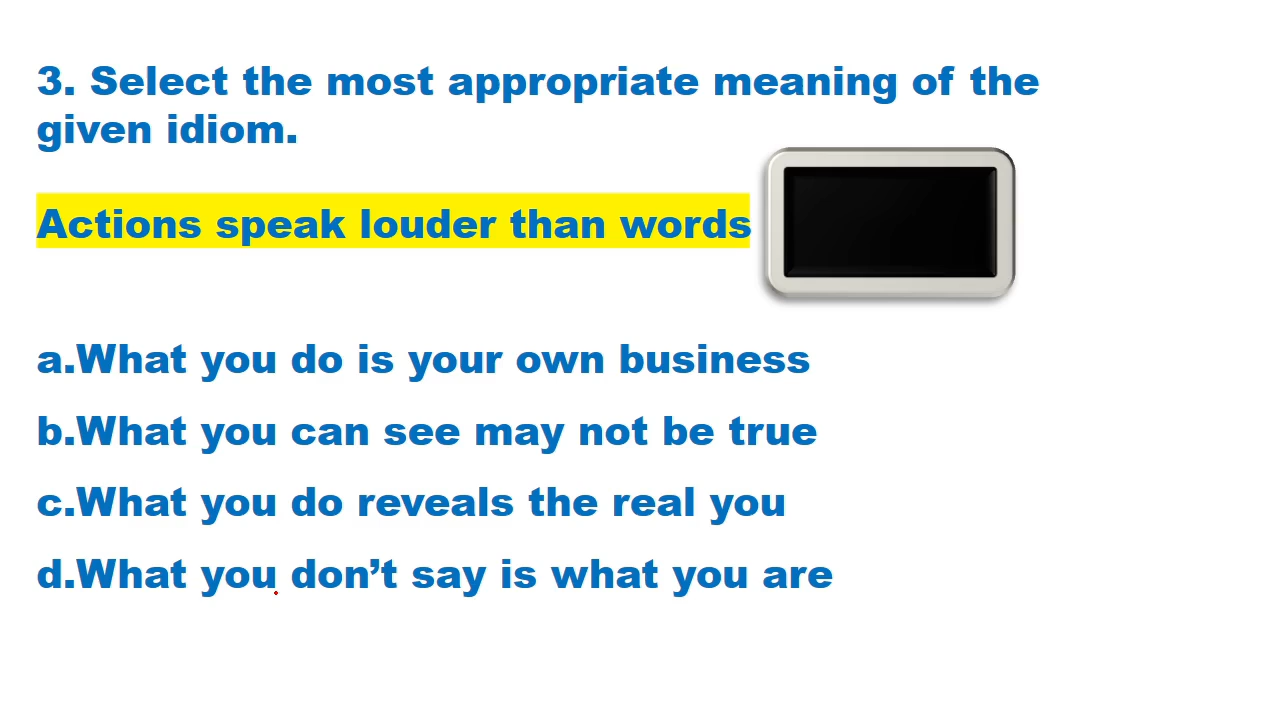 3. Select the most appropriate meaning of the
given idiom.
Actions speak louder than words
a.What you do is your own business
b.What you can see may not be true
c.What you do reveals the real you
d.What you don’t say is what you are